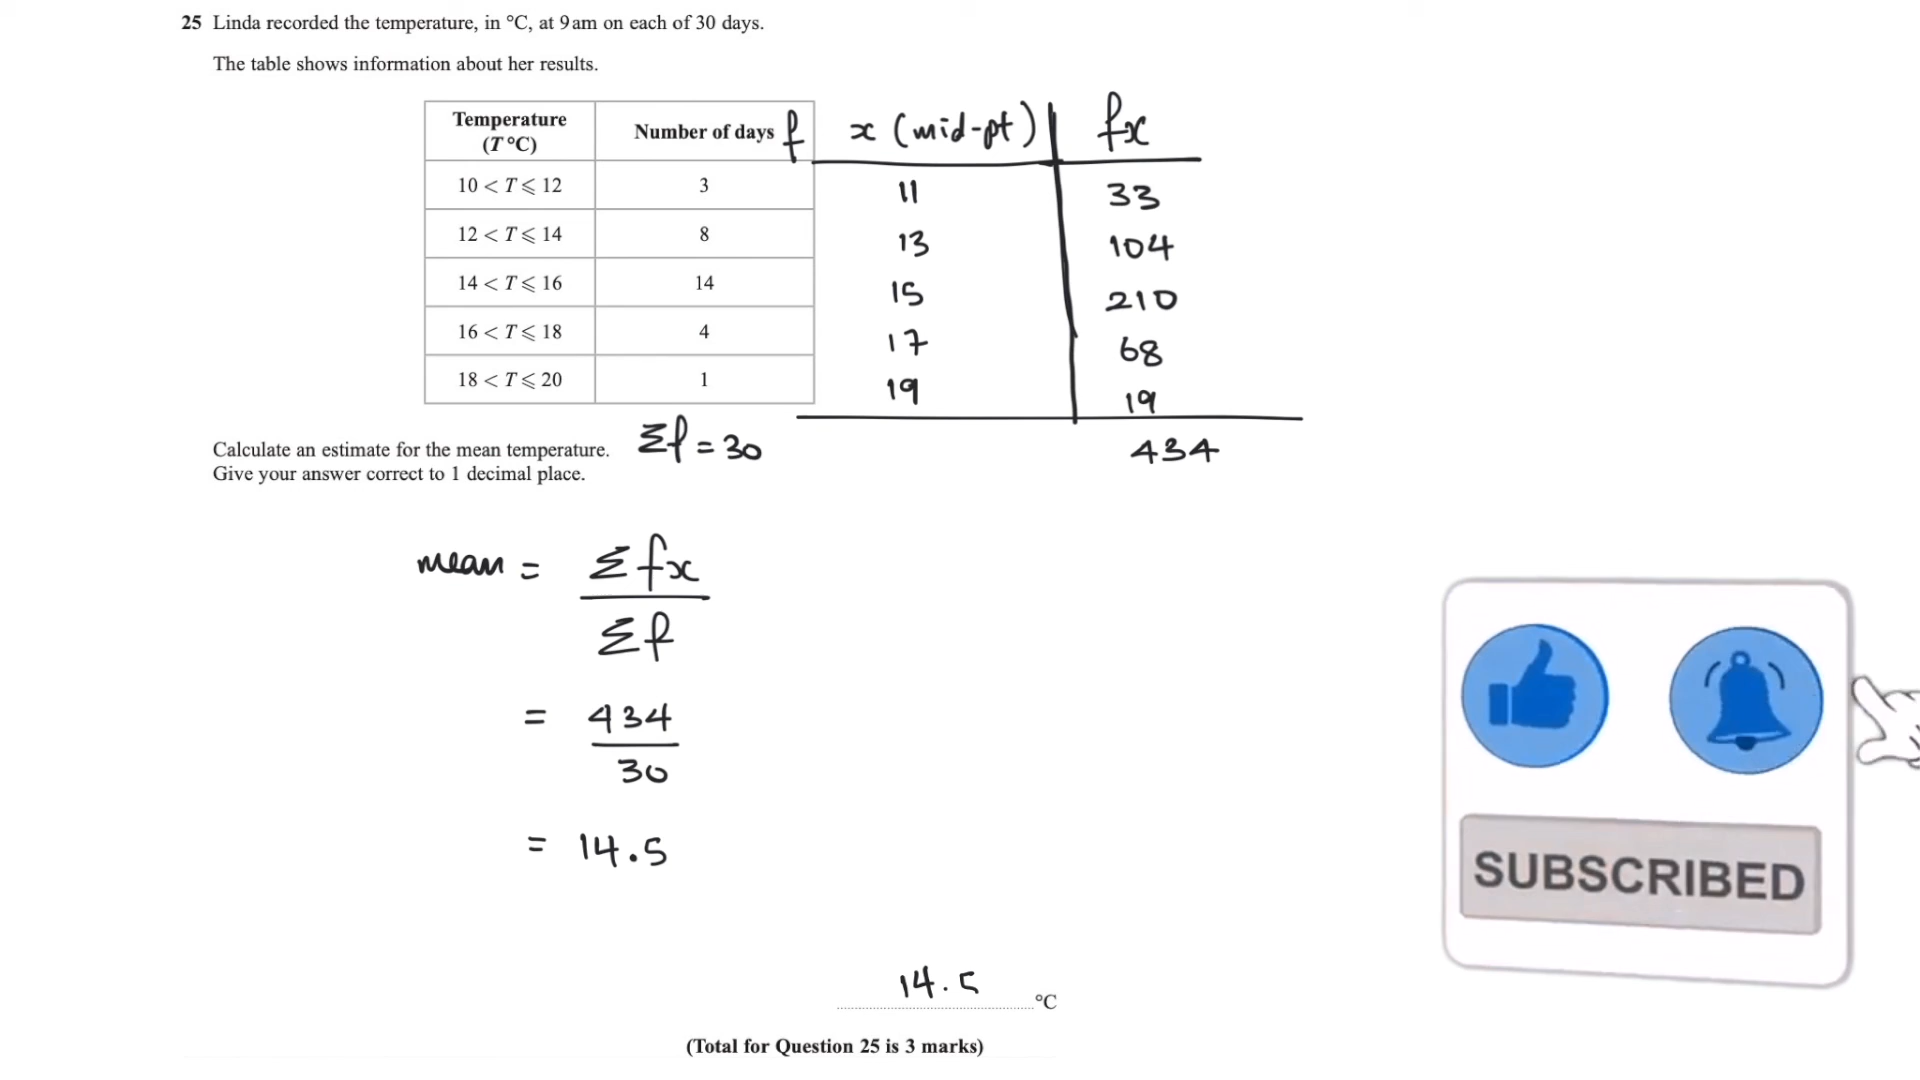 25 Linda recorded the temperature, in °C, at 9 am on each of 30 days.
The table shows information about her results.
Temperature (T °C) Number of days f x (mid-pt) fx
10 < T ⩽ 12 3 11 33
12 < T ⩽ 14 8 13 104
14 < T ⩽ 16 14 15 210
16 < T ⩽ 18 4 17 68
18 < T ⩽ 20 1 19 19
Σf = 30 434
Calculate an estimate for the mean temperature.
Give your answer correct to 1 decimal place.
mean = Σfx
Σf
= 434
30
= 14.5
SUBSCRIBED
14.5 °C
(Total for Question 25 is 3 marks)